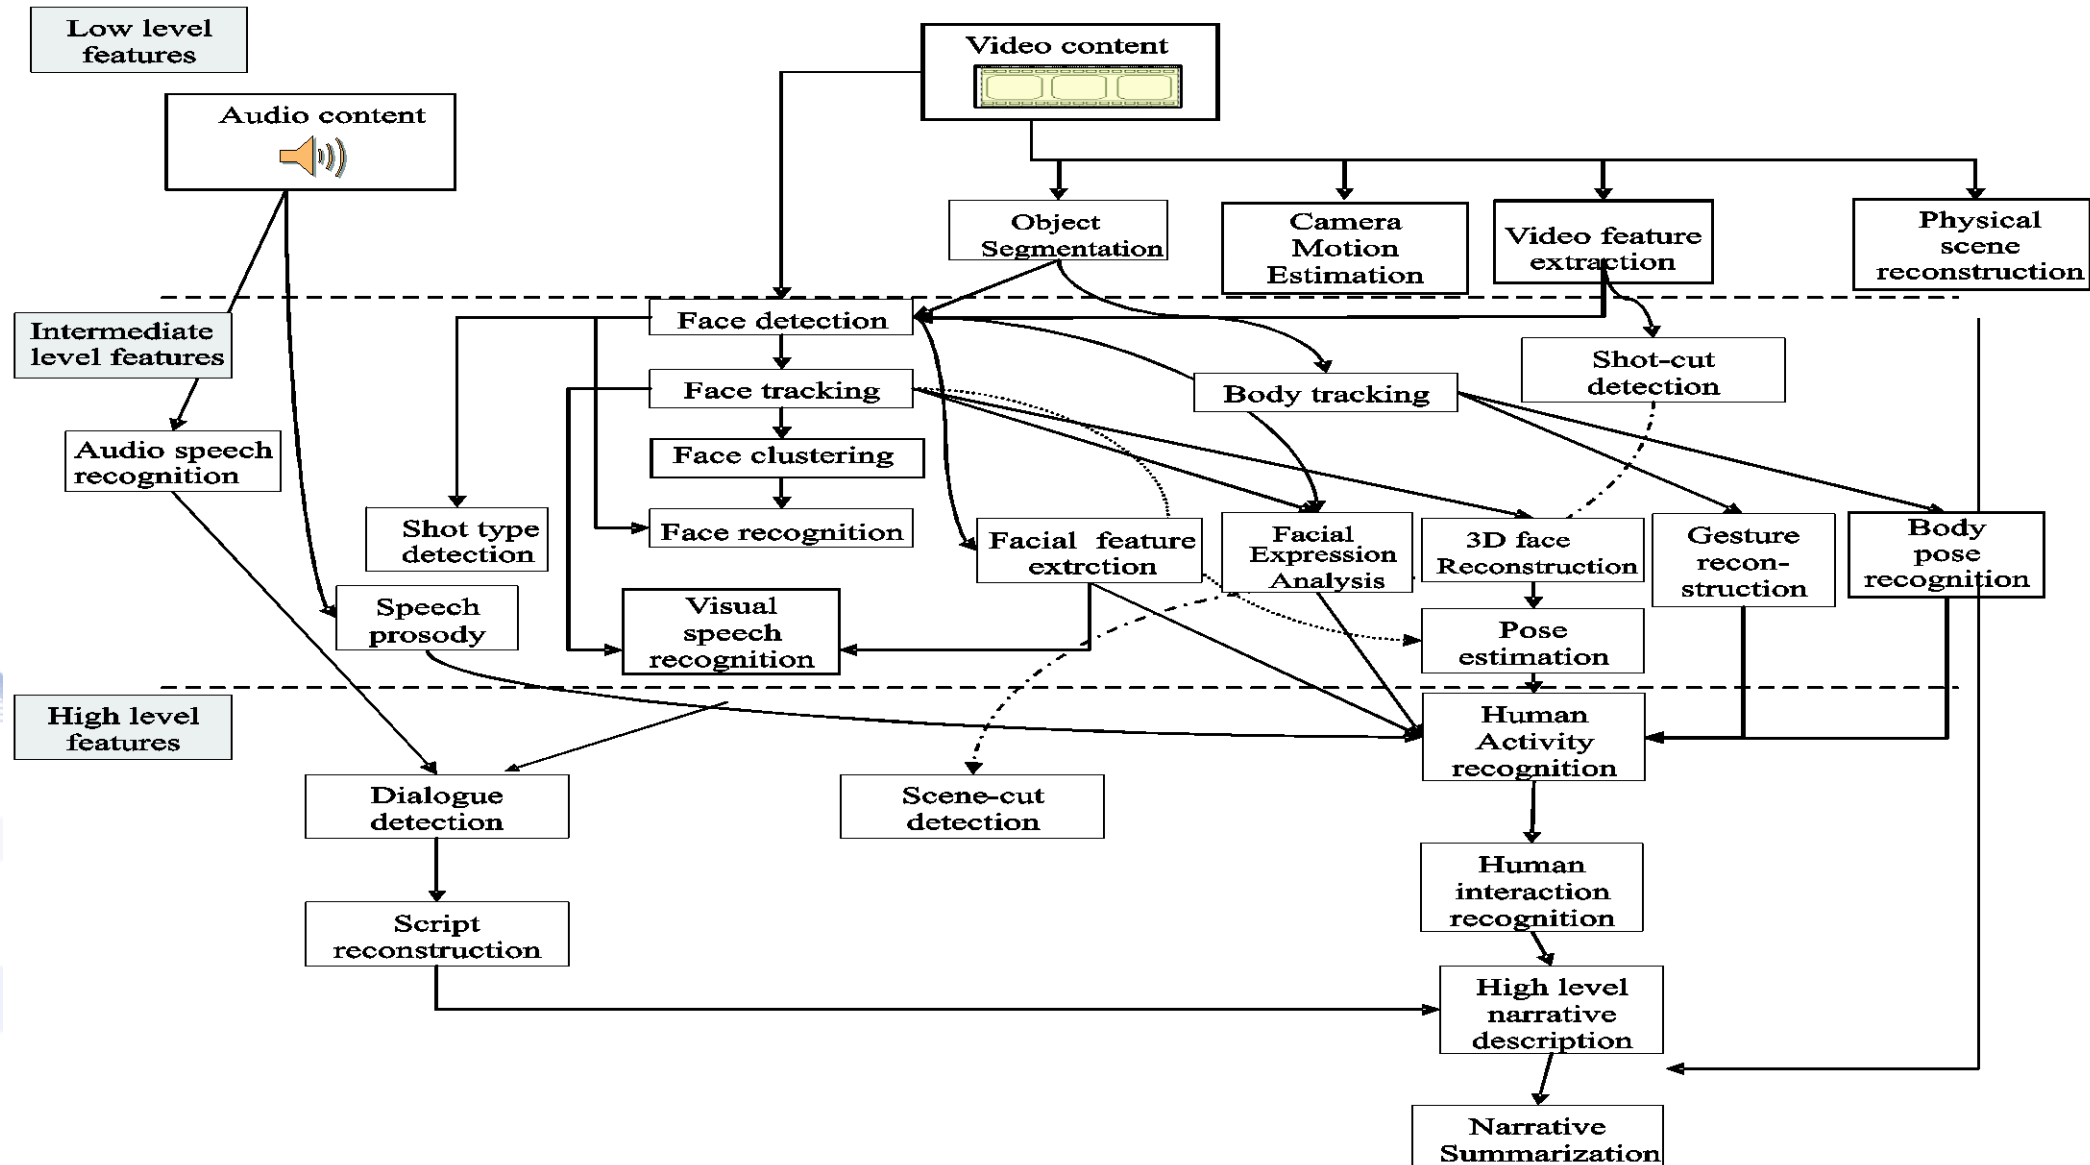 Low level
features
Video content
Audio content
Object
Segmentation
Camera
Motion
Estimation
Video feature
extraction
Physical
scene
reconstruction
Intermediate
level features
Face detection
Shot-cut
detection
Face tracking
Body tracking
Audio speech
recognition
Face clustering
Shot type
detection
Face recognition
Facial feature
extrction
Facial
Expression
Analysis
3D face
Reconstruction
Gesture
recon-
struction
Body
pose
recognition
Speech
prosody
Visual
speech
recognition
Pose
estimation
High level
features
Human
Activity
recognition
Dialogue
detection
Scene-cut
detection
Human
interaction
recognition
Script
reconstruction
High level
narrative
description
Narrative
Summarization